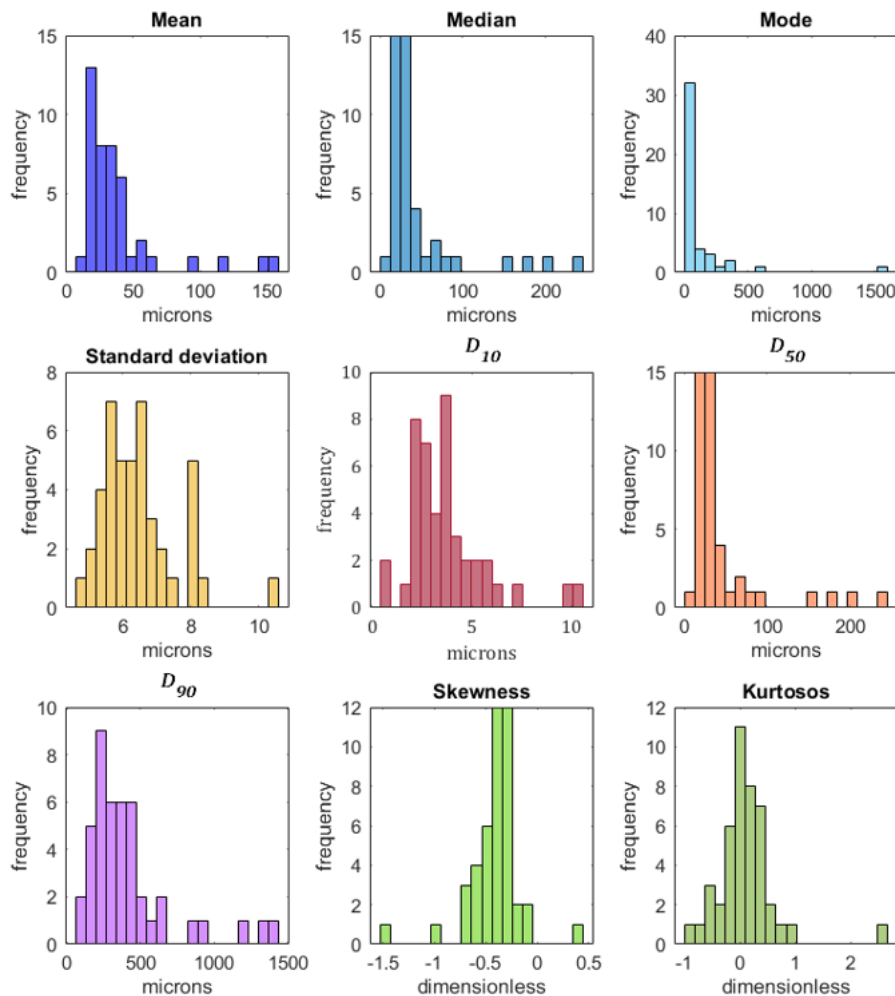 Mean
15
10
5
0
frequency
0 50 100 150
microns
Median
15
10
5
0
frequency
0 100 200
microns
Mode
40
30
20
10
0
frequency
0 500 1000 1500
microns
Standard deviation
8
6
4
2
0
frequency
6 8 10
microns
D10
10
8
6
4
2
0
frequency
0 5 10
microns
D50
15
10
5
0
frequency
0 100 200
microns
D90
10
8
6
4
2
0
frequency
0 500 1000 1500
microns
Skewness
12
10
8
6
4
2
0
frequency
-1.5 -1 -0.5 0 0.5
dimensionless
Kurtosos
12
10
8
6
4
2
0
frequency
-1 0 1 2
dimensionless